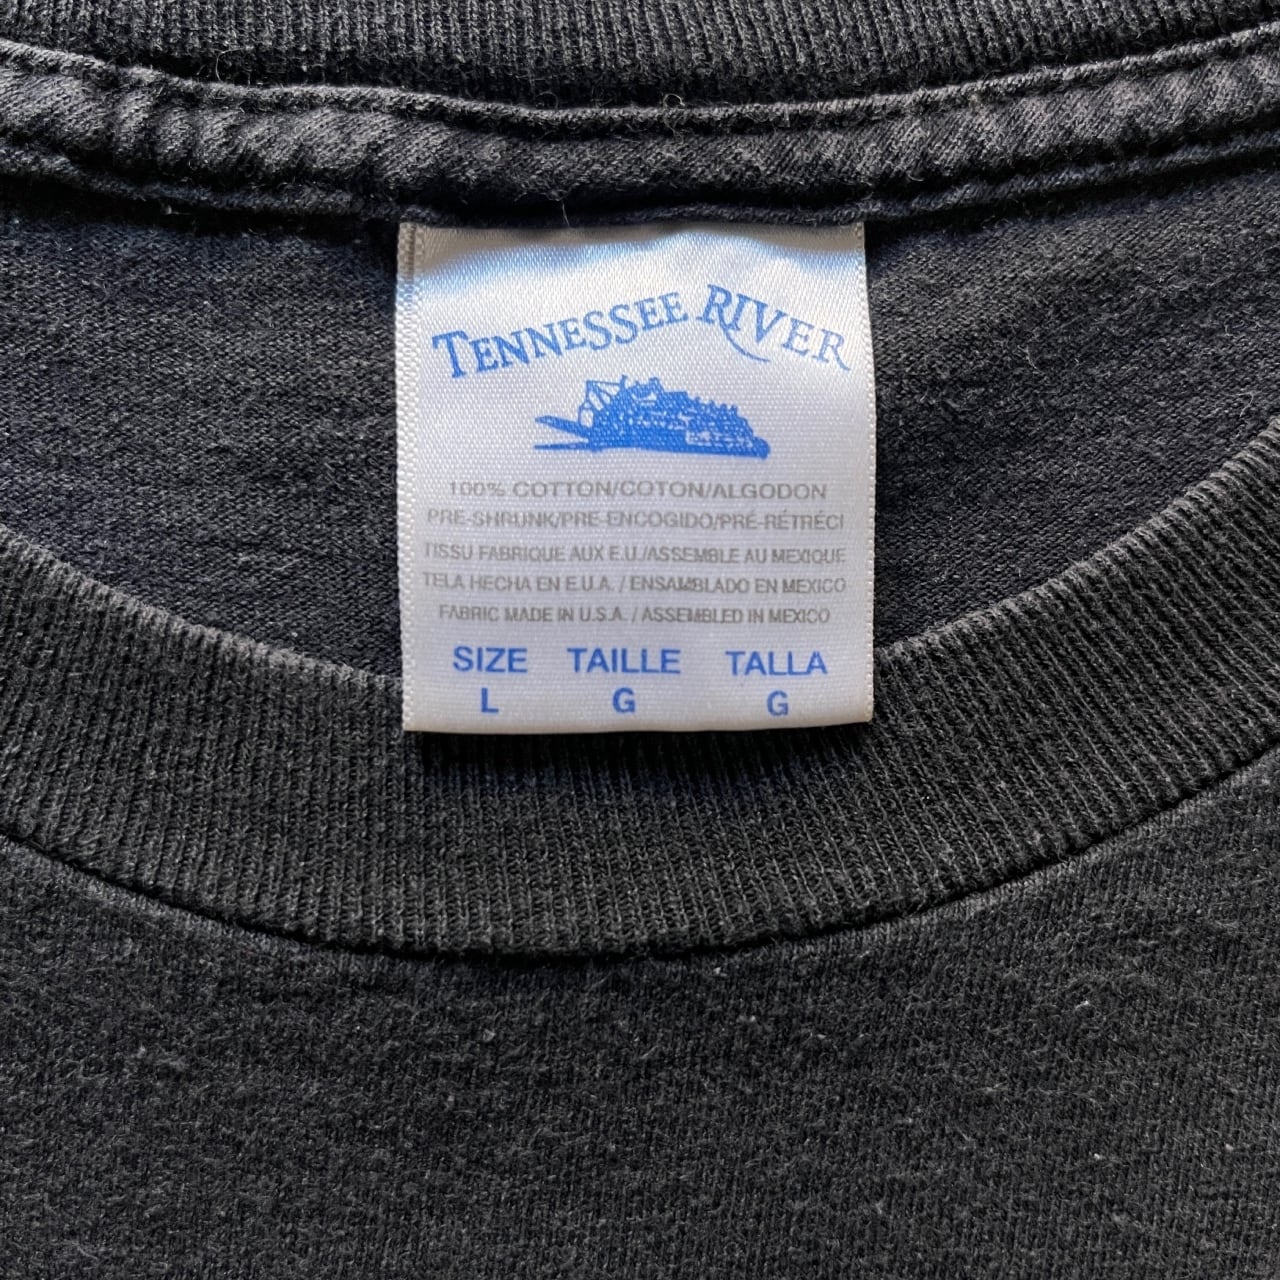 TENNESSEE RIVER
100% COTTON/COTON/ALGODON
PRE-SHRUNK/PRE ENCOGIDO/PRÉ-RÉTRÉCI
TISSU FABRIQUE AUX E.U./ASSEMBLE AU MEXIQUE
TELA HECHA EN E.U.A. / ENSAMBLADO EN MEXICO
FABRIC MADE IN U.S.A. / ASSEMBLED IN MEXICO
SIZE TAILLE TALLA
L G G